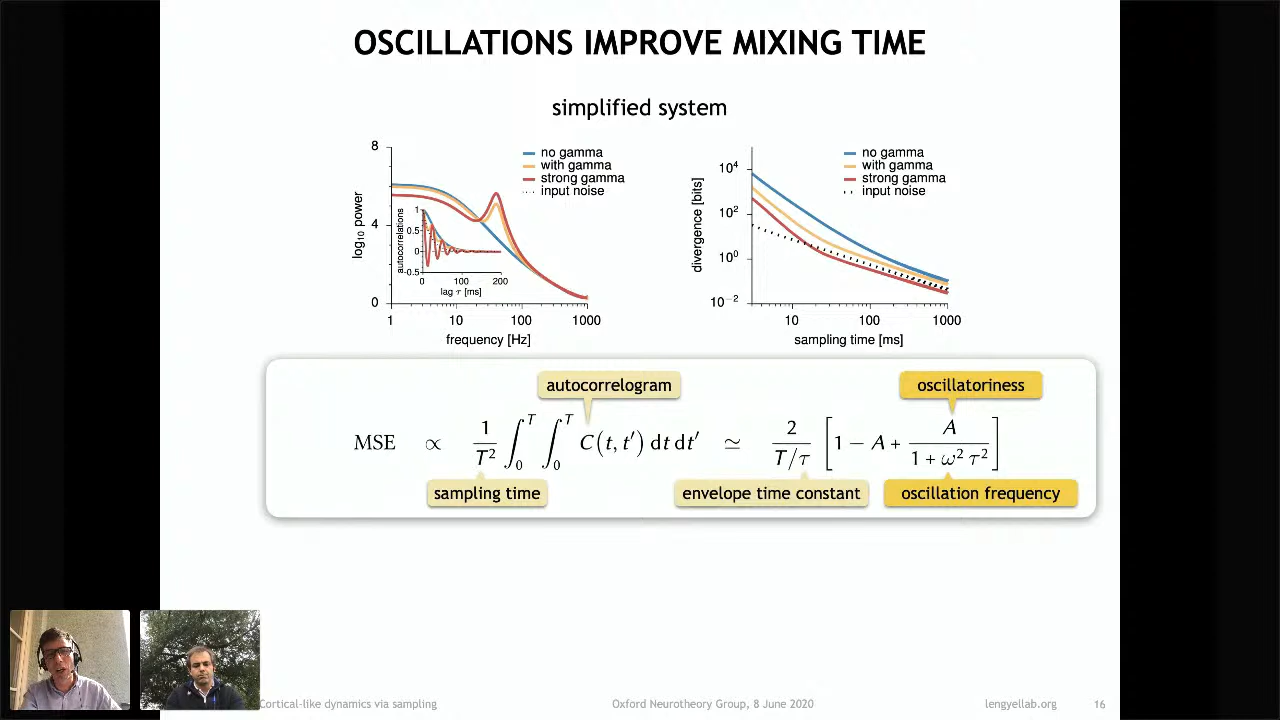 OSCILLATIONS IMPROVE MIXING TIME
simplified system
8
4
0
log10 power
no gamma
with gamma
strong gamma
input noise
autocorrelations
1
0.5
0
-0.5
0 100 200
lag τ [ms]
1 10 100 1000
frequency [Hz]
10⁴
10²
10⁰
10⁻²
divergence [bits]
no gamma
with gamma
strong gamma
input noise
10 100 1000
sampling time [ms]
autocorrelogram
oscillatoriness
MSE ∝ 1/T² ∫₀ᵀ ∫₀ᵀ C(t, t′) dt dt′ ≃ 2/(T/τ) [1 − A + A/(1 + ω² τ²)]
sampling time
envelope time constant
oscillation frequency
Cortical-like dynamics via sampling
Oxford Neurotheory Group, 8 June 2020
lengyellab.org
16